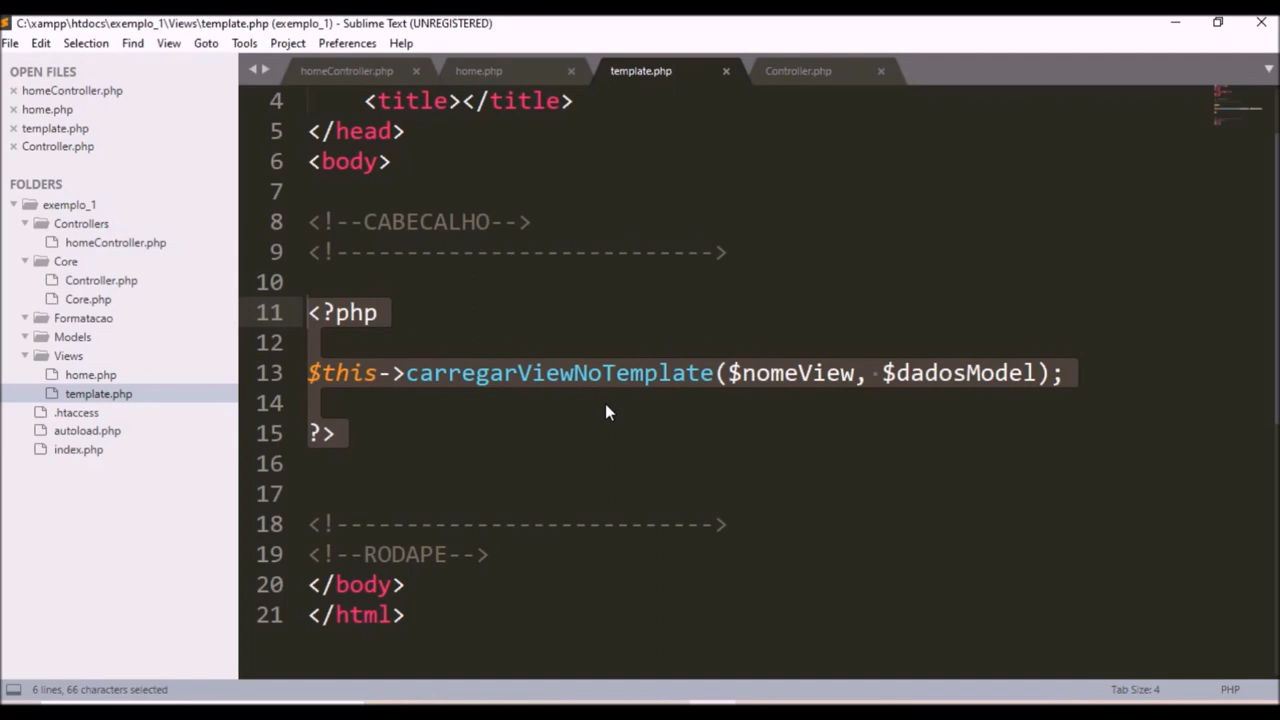 C:\xampp\htdocs\exemplo_1\Views\template.php (exemplo_1) - Sublime Text (UNREGISTERED)
File Edit Selection Find View Goto Tools Project Preferences Help
OPEN FILES
homeController.php
home.php
template.php
Controller.php
FOLDERS
exemplo_1
Controllers
homeController.php
Core
Controller.php
Core.php
Formatacao
Models
Views
home.php
template.php
.htaccess
autoload.php
index.php
homeController.php home.php template.php Controller.php
4 <title></title>
5 </head>
6 <body>
7
8 <!--CABECALHO-->
9 <!--------------------------->
10
11 <?php
12
13 $this->carregarViewNoTemplate($nomeView, $dadosModel);
14
15 ?>
16
17
18 <!--------------------------->
19 <!--RODAPE-->
20 </body>
21 </html>
6 lines, 66 characters selected
Tab Size: 4 PHP